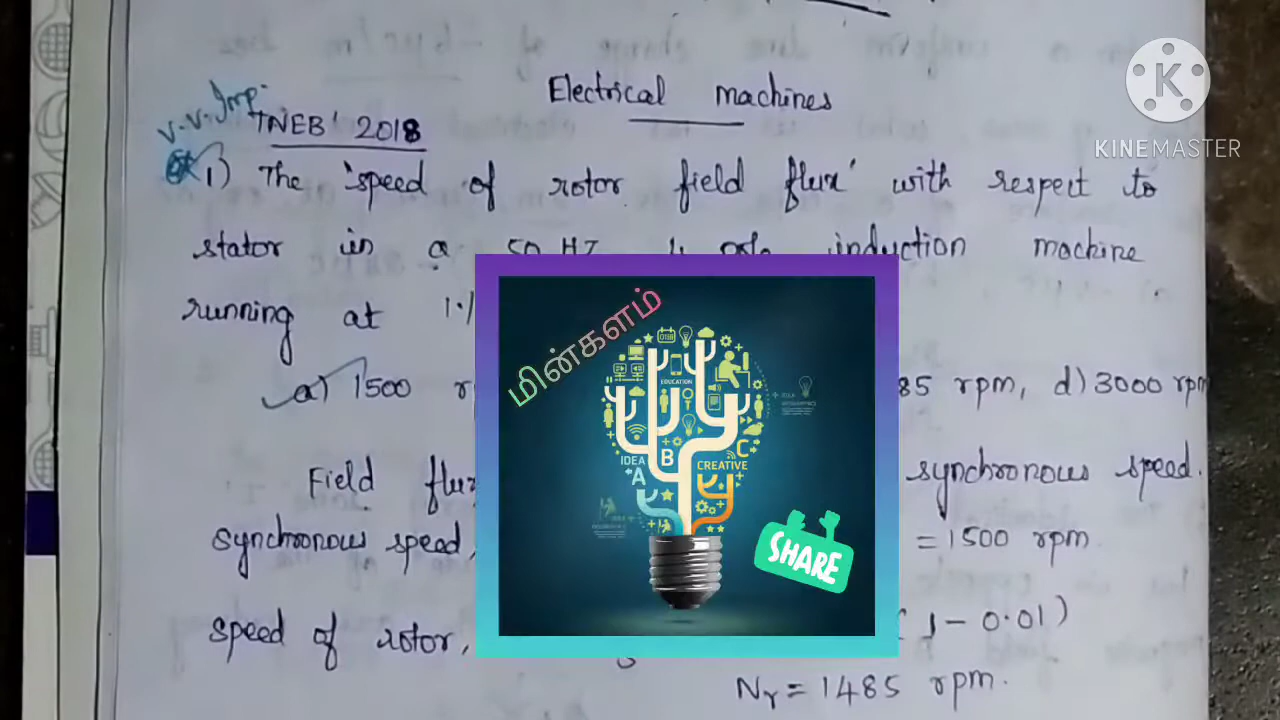 Electrical machines
K
KINEMASTER
V.V.Imp.
TNEB' 2018
1) The 'speed of rotor field flux' with respect to
stator in a 50 HZ 4 pole induction machine
running at
a) 1500
85 rpm, d) 3000 rpm
Field synchronous speed.
synchronous speed, = 1500 rpm.
speed of rotor, (1 - 0.01)
Nr = 1485 rpm.
மின்களம்
EDUCATION
IDEA
A
B
C
CREATIVE
SHARE